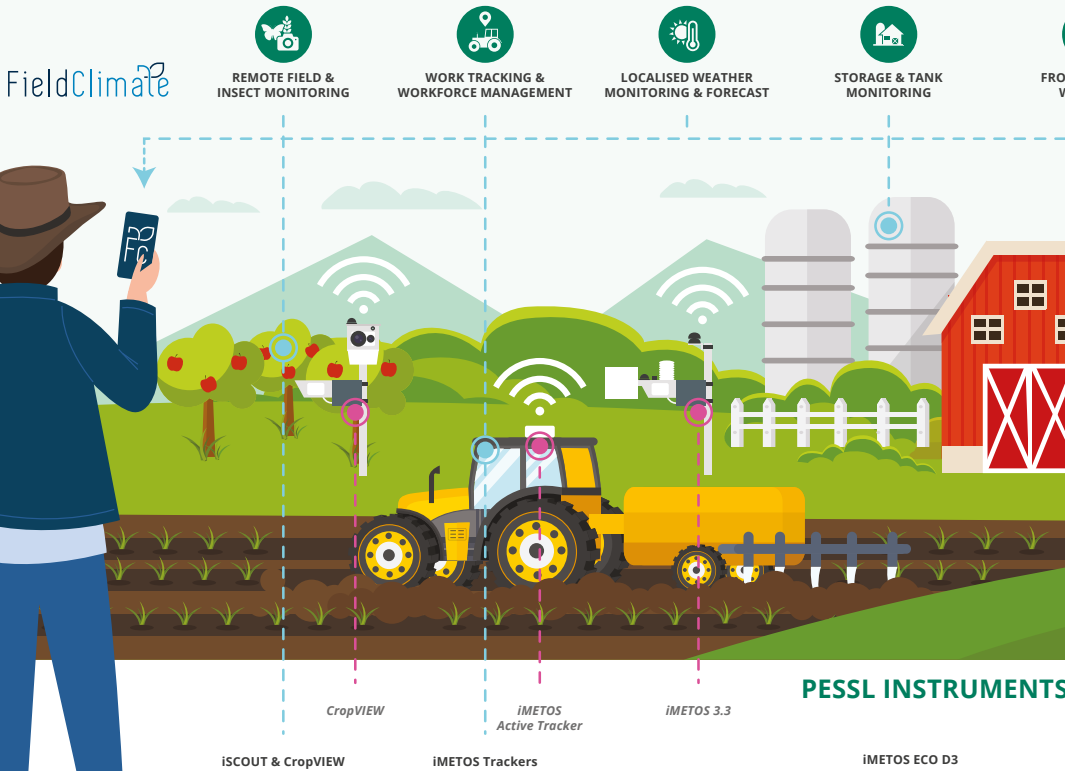 FieldClimate
REMOTE FIELD &
INSECT MONITORING
WORK TRACKING &
WORKFORCE MANAGEMENT
LOCALISED WEATHER
MONITORING & FORECAST
STORAGE & TANK
MONITORING
FRO
W
CropVIEW
iMETOS
Active Tracker
iMETOS 3.3
PESSL INSTRUMENTS
iSCOUT & CropVIEW
iMETOS Trackers
iMETOS ECO D3